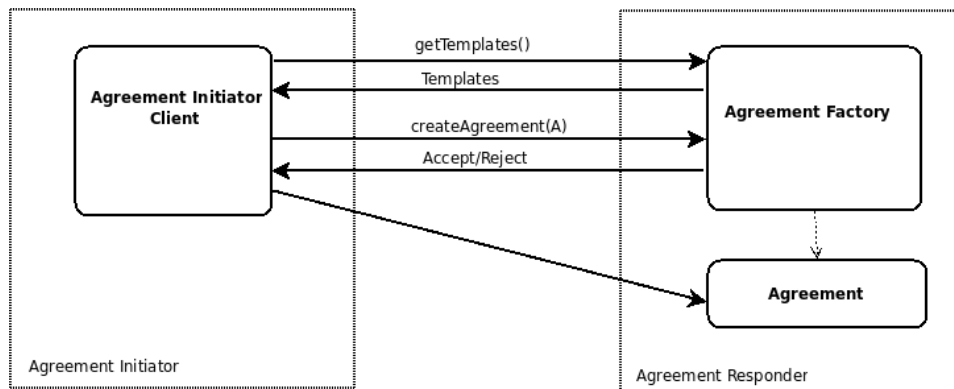 getTemplates()
Templates
Agreement Initiator
Client
Agreement Factory
createAgreement(A)
Accept/Reject
Agreement
Agreement Initiator
Agreement Responder